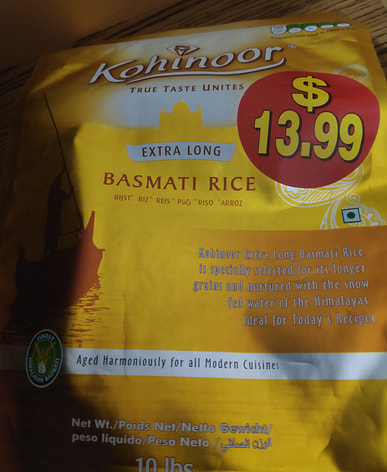 Kohinoor®
TRUE TASTE UNITES
$
13.99
EXTRA LONG
BASMATI RICE
Kohinoor Extra Long Basmati Rice
is specially selected for its longer
grains and nurtured with the snow
fed water of the Himalayas.
Ideal for Today's Recipes
Aged Harmoniously for all Modern Cuisines
FINEST
Net Wt./Poids Net/Netto Gewicht/
peso liquido/Peso Neto / الوزن الصافي/
10 lbs